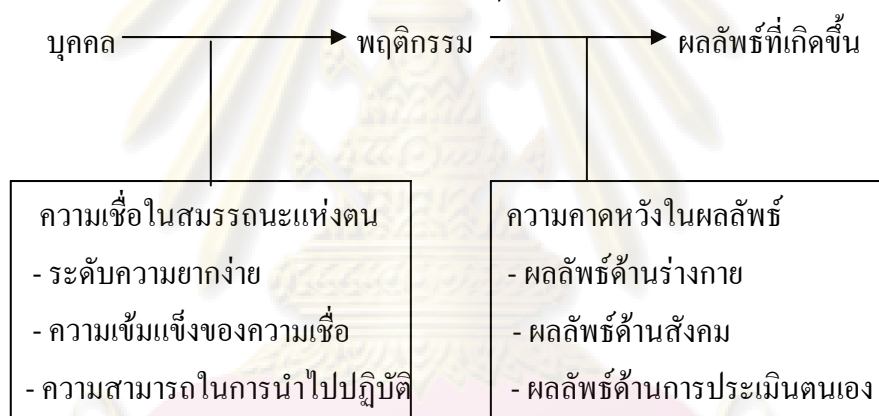 บุคคล พฤติกรรม ผลลัพธ์ที่เกิดขึ้น
ความเชื่อในสมรรถนะแห่งตน
- ระดับความยากง่าย
- ความเข้มแข็งของความเชื่อ
- ความสามารถในการนำไปปฏิบัติ
ความคาดหวังในผลลัพธ์
- ผลลัพธ์ด้านร่างกาย
- ผลลัพธ์ด้านสังคม
- ผลลัพธ์ด้านการประเมินตนเอง